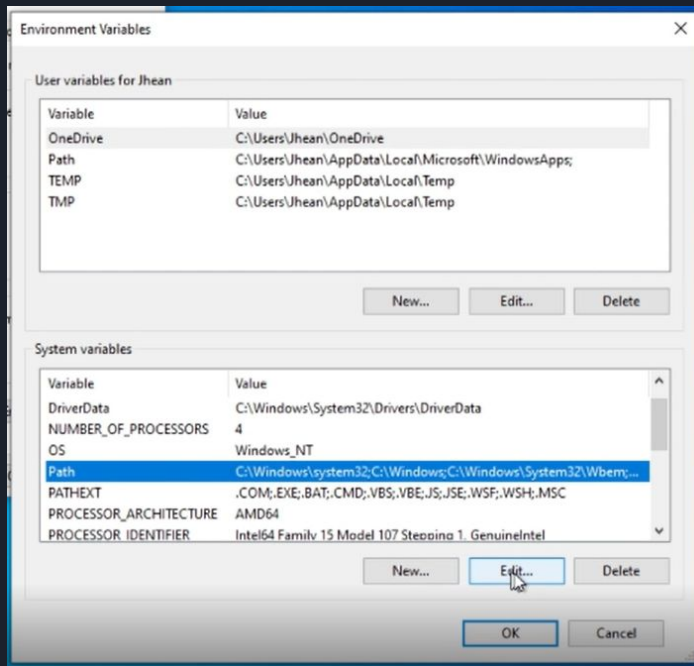 Environment Variables
User variables for Jhean
Variable Value
OneDrive C:\Users\Jhean\OneDrive
Path C:\Users\Jhean\AppData\Local\Microsoft\WindowsApps;
TEMP C:\Users\Jhean\AppData\Local\Temp
TMP C:\Users\Jhean\AppData\Local\Temp
New... Edit... Delete
System variables
Variable Value
DriverData C:\Windows\System32\Drivers\DriverData
NUMBER_OF_PROCESSORS 4
OS Windows_NT
Path C:\Windows\system32;C:\Windows;C:\Windows\System32\Wbem;...
PATHEXT .COM;.EXE;.BAT;.CMD;.VBS;.VBE;.JS;.JSE;.WSF;.WSH;.MSC
PROCESSOR_ARCHITECTURE AMD64
PROCESSOR_IDENTIFIER Intel64 Family 15 Model 107 Stepping 1, GenuineIntel
New... Edit... Delete
OK Cancel